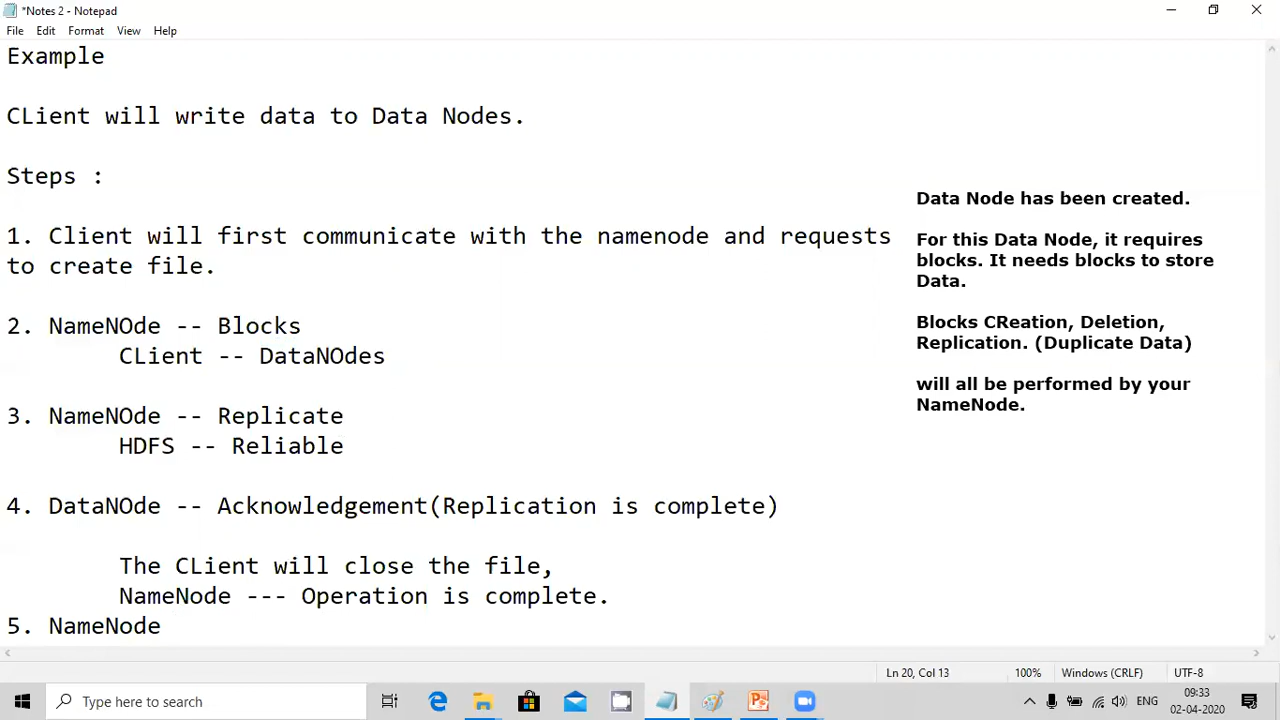 *Notes 2 - Notepad
File Edit Format View Help
Example
CLient will write data to Data Nodes.
Steps :
1. Client will first communicate with the namenode and requests
to create file.
2. NameNOde -- Blocks
CLient -- DataNOdes
3. NameNOde -- Replicate
HDFS -- Reliable
4. DataNOde -- Acknowledgement(Replication is complete)
The CLient will close the file,
NameNode --- Operation is complete.
5. NameNode
Data Node has been created.
For this Data Node, it requires
blocks. It needs blocks to store
Data.
Blocks CReation, Deletion,
Replication. (Duplicate Data)
will all be performed by your
NameNode.
Ln 20, Col 13 100% Windows (CRLF) UTF-8
Type here to search
ENG
09:33
02-04-2020